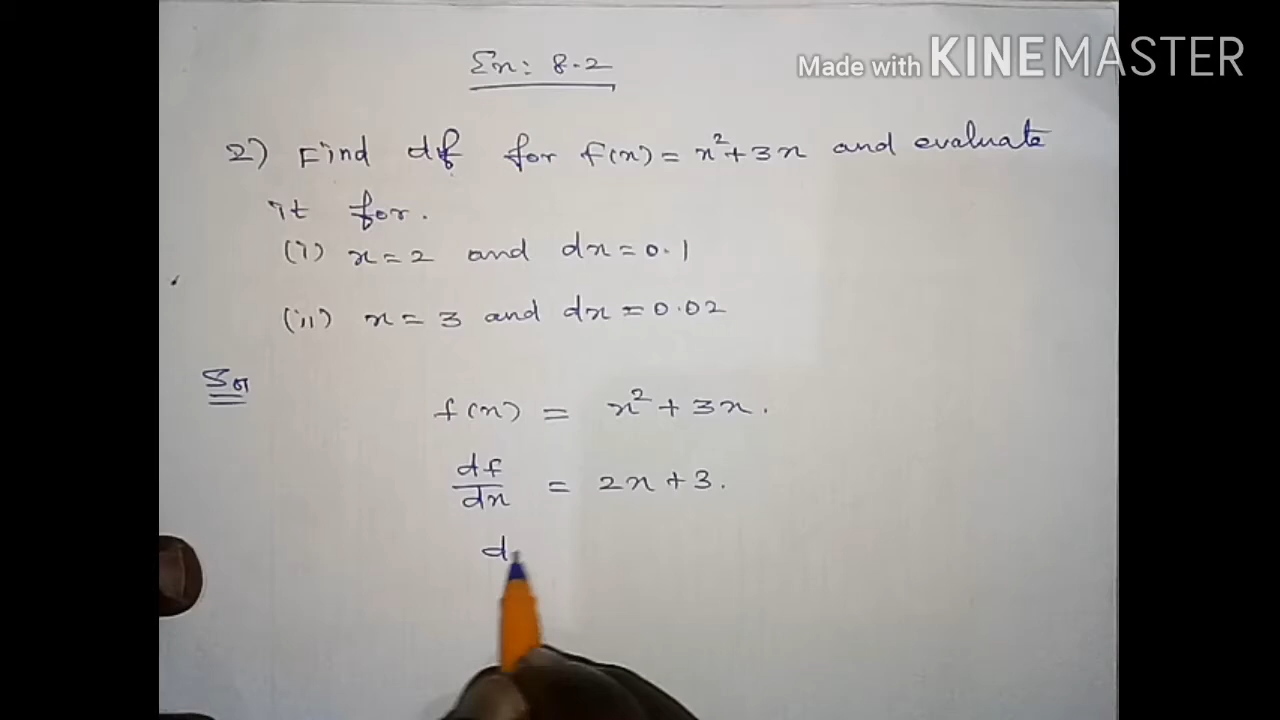 Made with KINEMASTER
Ex: 8.2
2) Find df for f(x) = x² + 3x and evaluate
it for.
(i) x = 2 and dx = 0.1
(ii) x = 3 and dx = 0.02
Sol
f(x) = x² + 3x.
df/dx = 2x + 3.
d